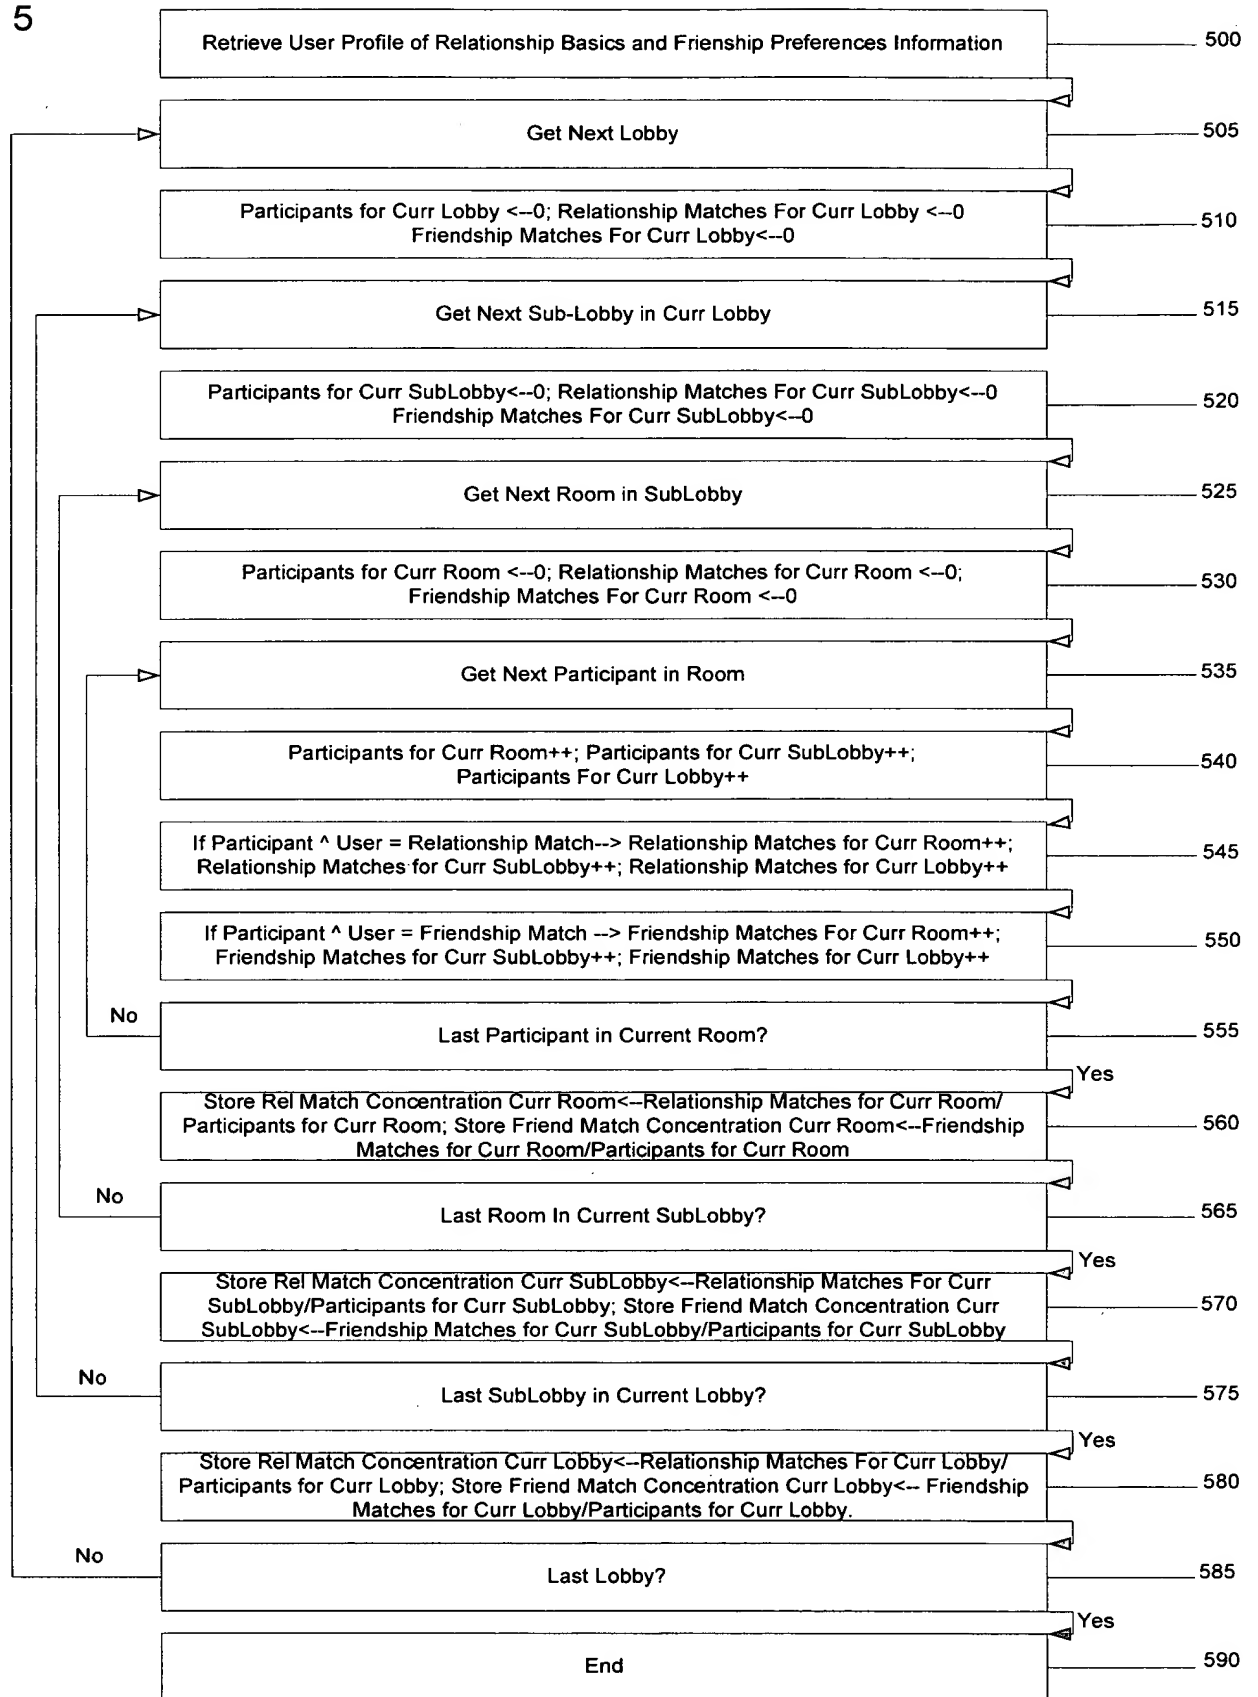 5
Retrieve User Profile of Relationship Basics and Frienship Preferences Information
500
Get Next Lobby
505
Participants for Curr Lobby <--0; Relationship Matches For Curr Lobby <--0
Friendship Matches For Curr Lobby<--0
510
Get Next Sub-Lobby in Curr Lobby
515
Participants for Curr SubLobby<--0; Relationship Matches For Curr SubLobby<--0
Friendship Matches For Curr SubLobby<--0
520
Get Next Room in SubLobby
525
Participants for Curr Room <--0; Relationship Matches for Curr Room <--0;
Friendship Matches For Curr Room <--0
530
Get Next Participant in Room
535
Participants for Curr Room++; Participants for Curr SubLobby++;
Participants For Curr Lobby++
540
If Participant ^ User = Relationship Match--> Relationship Matches for Curr Room++;
Relationship Matches for Curr SubLobby++; Relationship Matches for Curr Lobby++
545
If Participant ^ User = Friendship Match --> Friendship Matches For Curr Room++;
Friendship Matches for Curr SubLobby++; Friendship Matches for Curr Lobby++
550
No
Last Participant in Current Room?
555
Yes
Store Rel Match Concentration Curr Room<--Relationship Matches for Curr Room/
Participants for Curr Room; Store Friend Match Concentration Curr Room<--Friendship
Matches for Curr Room/Participants for Curr Room
560
No
Last Room In Current SubLobby?
565
Yes
Store Rel Match Concentration Curr SubLobby<--Relationship Matches For Curr
SubLobby/Participants for Curr SubLobby; Store Friend Match Concentration Curr
SubLobby<--Friendship Matches for Curr SubLobby/Participants for Curr SubLobby
570
No
Last SubLobby in Current Lobby?
575
Yes
Store Rel Match Concentration Curr Lobby<--Relationship Matches For Curr Lobby/
Participants for Curr Lobby; Store Friend Match Concentration Curr Lobby<-- Friendship
Matches for Curr Lobby/Participants for Curr Lobby.
580
No
Last Lobby?
585
Yes
End
590